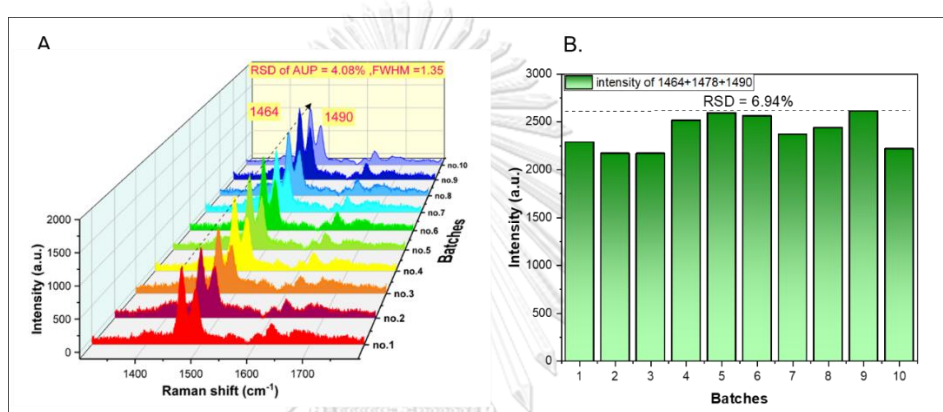 A
RSD of AUP = 4.08% ,FWHM =1.35
1464
1490
no.10
no.9
no.8
no.7
no.6
no.5
no.4
no.3
no.2
no.1
Batches
2000
1500
1000
500
0
Intensity (a.u.)
1400
1500
1600
1700
Raman shift (cm⁻¹)
B.
3000
2500
2000
1500
1000
500
0
Intensity (a.u.)
intensity of 1464+1478+1490
RSD = 6.94%
1
2
3
4
5
6
7
8
9
10
Batches